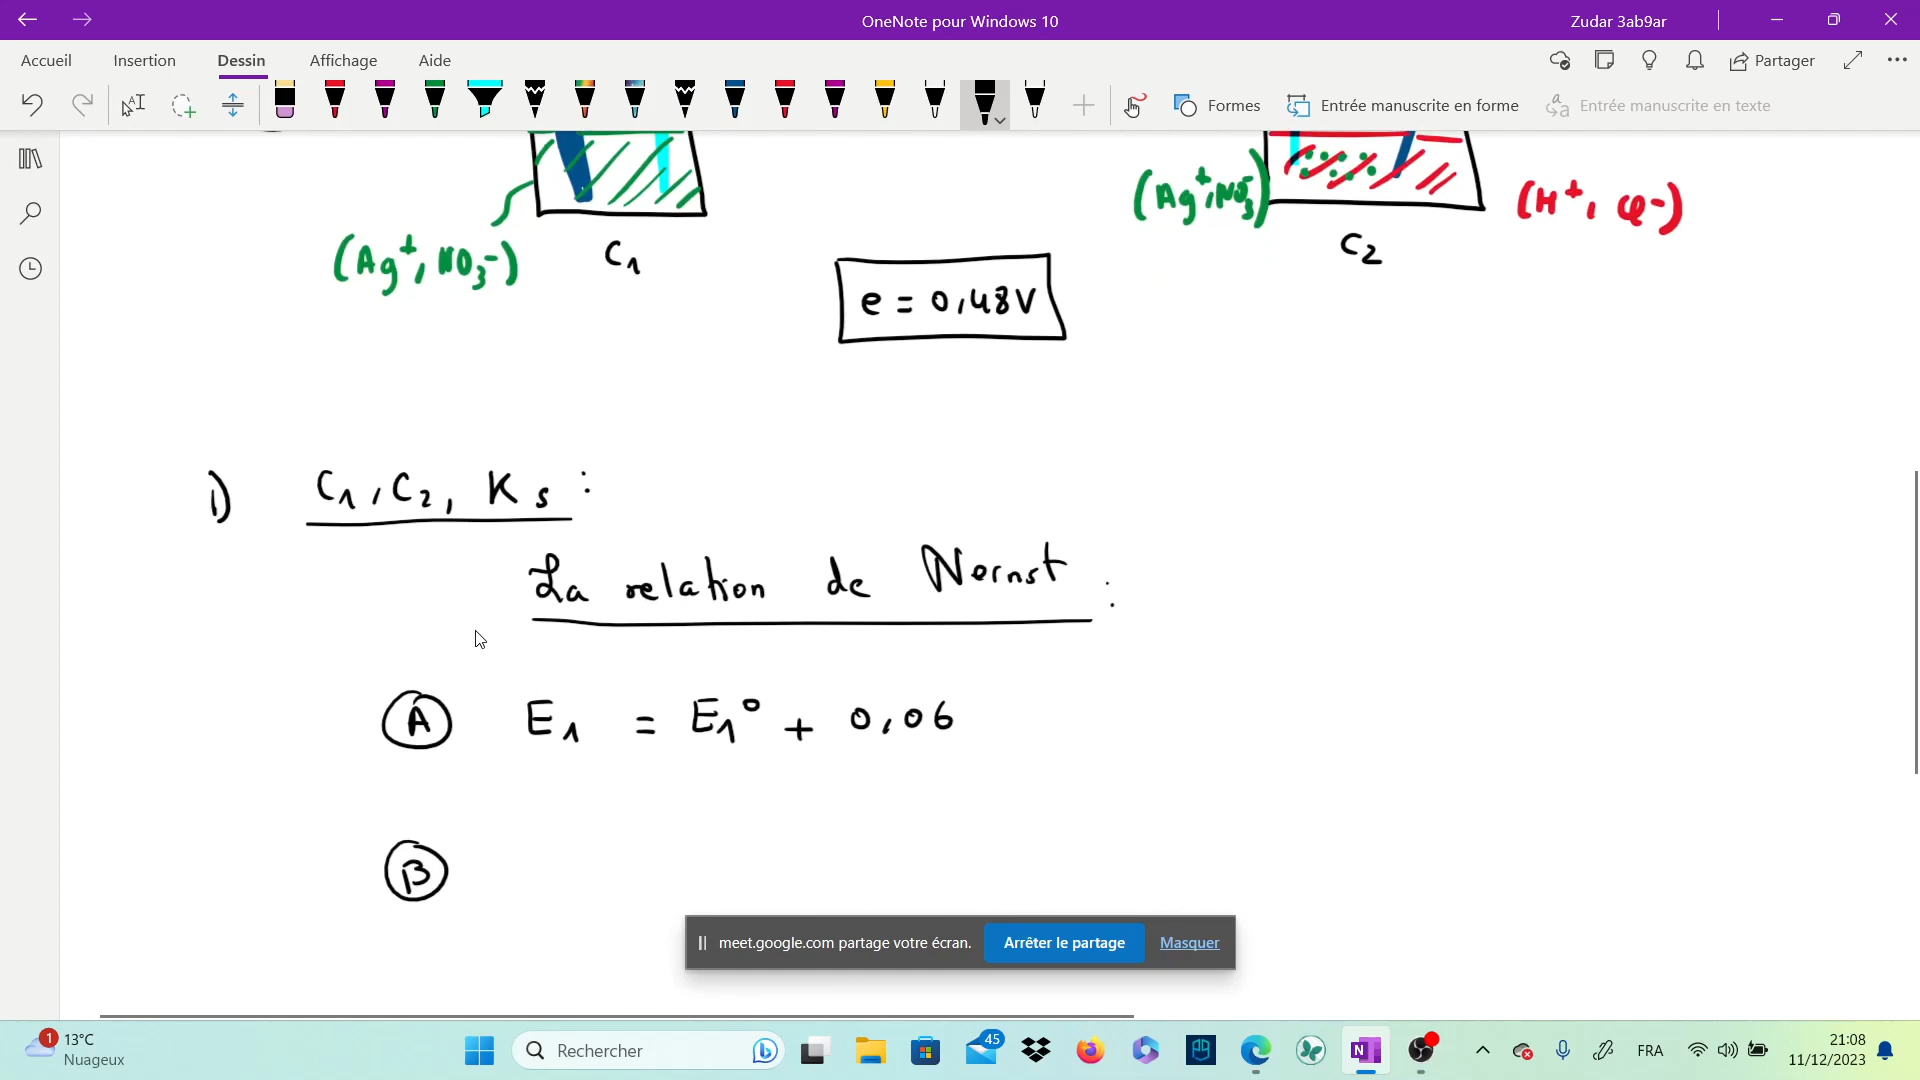 OneNote pour Windows 10
Zudar 3ab9ar
Accueil Insertion Dessin Affichage Aide
Partager
Formes Entrée manuscrite en forme Entrée manuscrite en texte
(Ag⁺, NO₃⁻)
C₁
(Ag⁺, NO₃⁻)
C₂
(H⁺, Cl⁻)
e = 0,48V
1) C₁, C₂, Ks :
La relation de Nernst :
A E₁ = E₁° + 0,06
B
meet.google.com partage votre écran. Arrêter le partage Masquer
1 13°C
Nuageux
Rechercher
45
FRA
21:08
11/12/2023